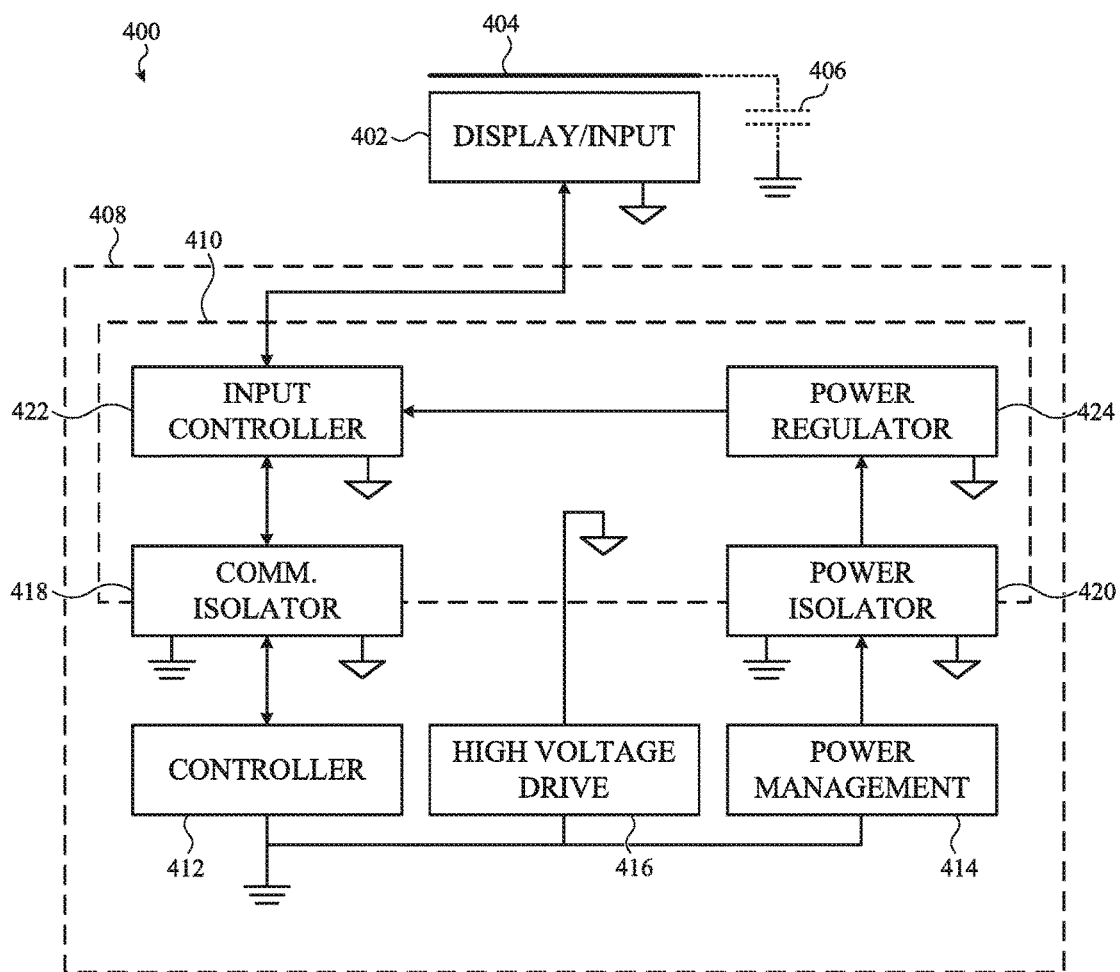 400
404
406
402
DISPLAY/INPUT
408
410
INPUT
CONTROLLER
422
POWER
REGULATOR
424
418
COMM.
ISOLATOR
POWER
ISOLATOR
420
CONTROLLER
HIGH VOLTAGE
DRIVE
POWER
MANAGEMENT
412
416
414